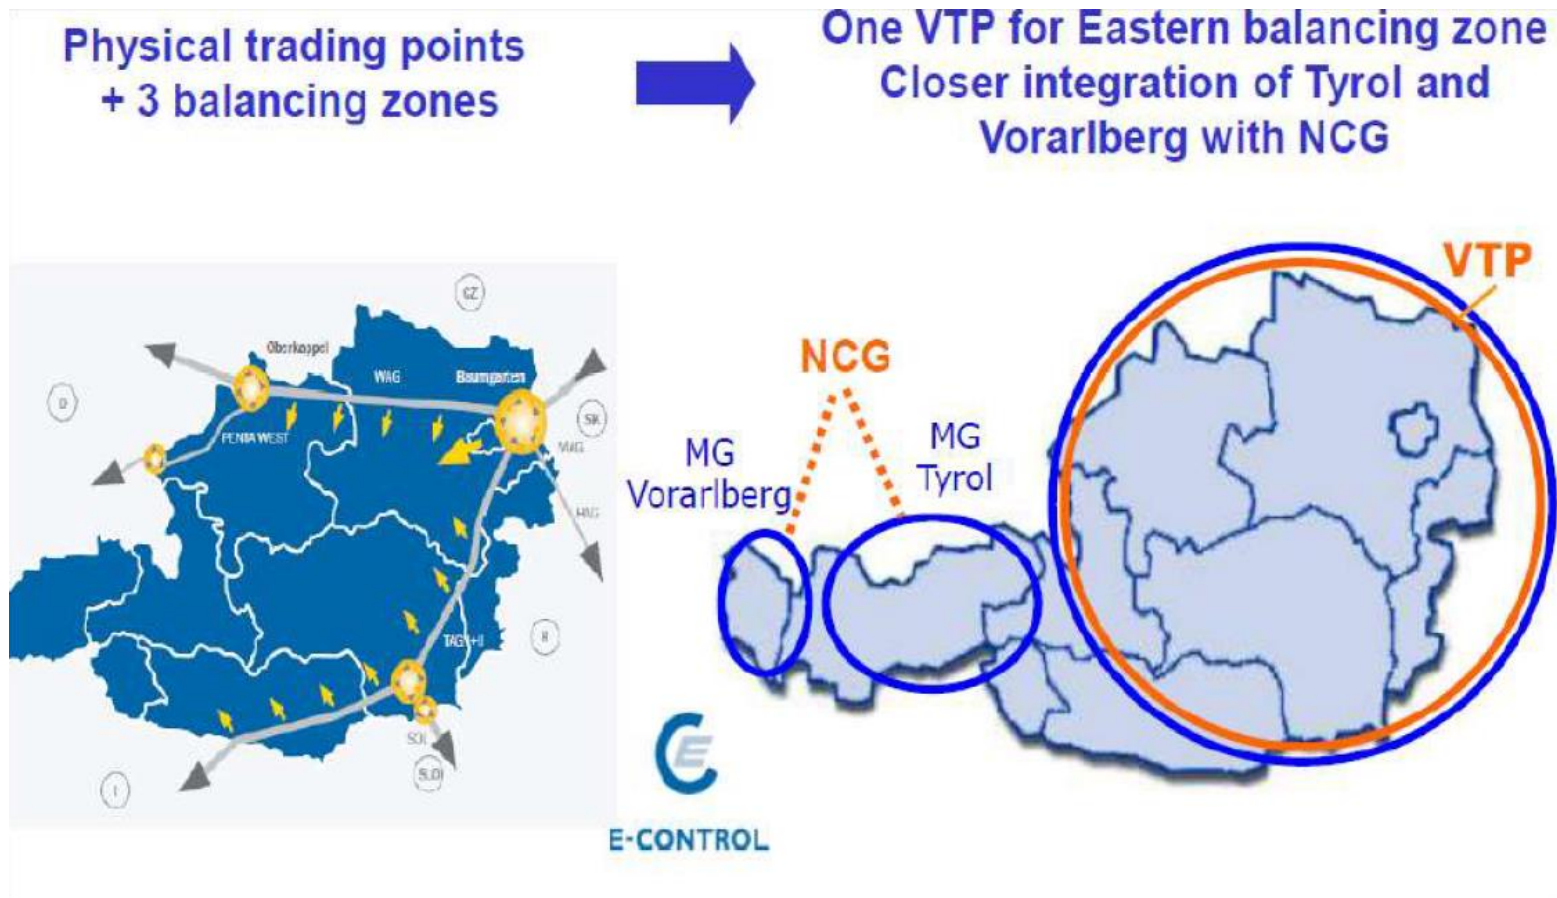 Physical trading points
+ 3 balancing zones
One VTP for Eastern balancing zone
Closer integration of Tyrol and
Vorarlberg with NCG
CZ
Oberkappel
WAG
Baumgarten
D
SK
PENTA WEST
MAG
HAG
TAG I+II
H
SOL
SLO
I
VTP
NCG
MG
Vorarlberg
MG
Tyrol
E-CONTROL